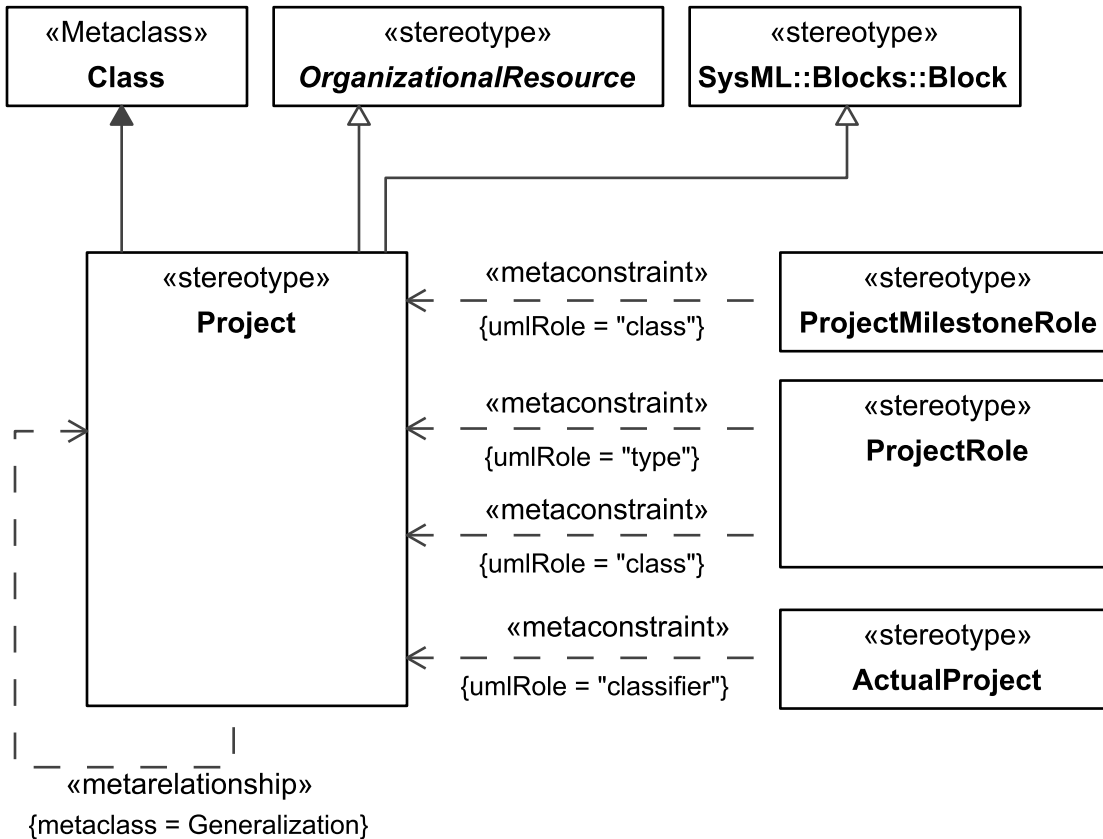 «Metaclass»
Class
«stereotype»
OrganizationalResource
«stereotype»
SysML::Blocks::Block
«stereotype»
Project
«metaconstraint»
{umlRole = "class"}
«stereotype»
ProjectMilestoneRole
«metaconstraint»
{umlRole = "type"}
«stereotype»
ProjectRole
«metaconstraint»
{umlRole = "class"}
«metaconstraint»
{umlRole = "classifier"}
«stereotype»
ActualProject
«metarelationship»
{metaclass = Generalization}